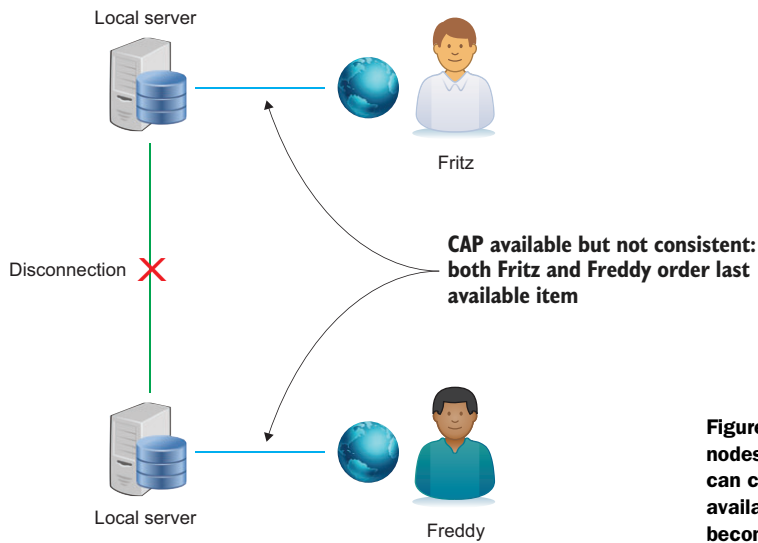 Local server
Fritz
CAP available but not consistent:
both Fritz and Freddy order last
available item
Disconnection
Local server
Freddy
Figure
nodes
can c
availa
becon